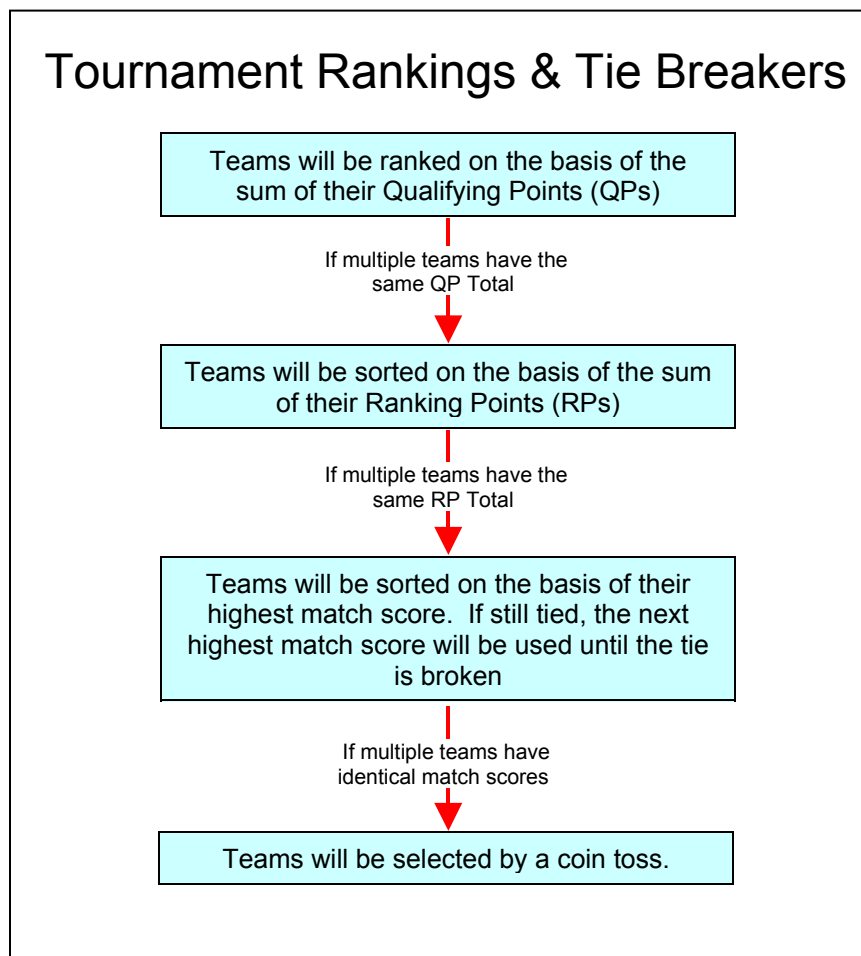 Tournament Rankings & Tie Breakers
Teams will be ranked on the basis of the
sum of their Qualifying Points (QPs)
If multiple teams have the
same QP Total
Teams will be sorted on the basis of the sum
of their Ranking Points (RPs)
If multiple teams have the
same RP Total
Teams will be sorted on the basis of their
highest match score.  If still tied, the next
highest match score will be used until the tie
is broken
If multiple teams have
identical match scores
Teams will be selected by a coin toss.